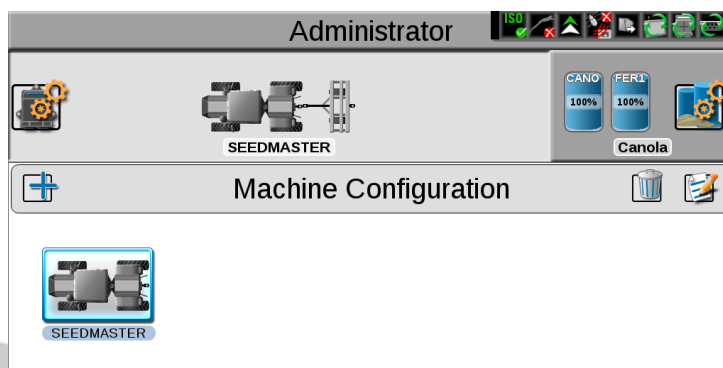 Administrator
ISO
CANO
FER1
100%
100%
SEEDMASTER
Canola
Machine Configuration
SEEDMASTER